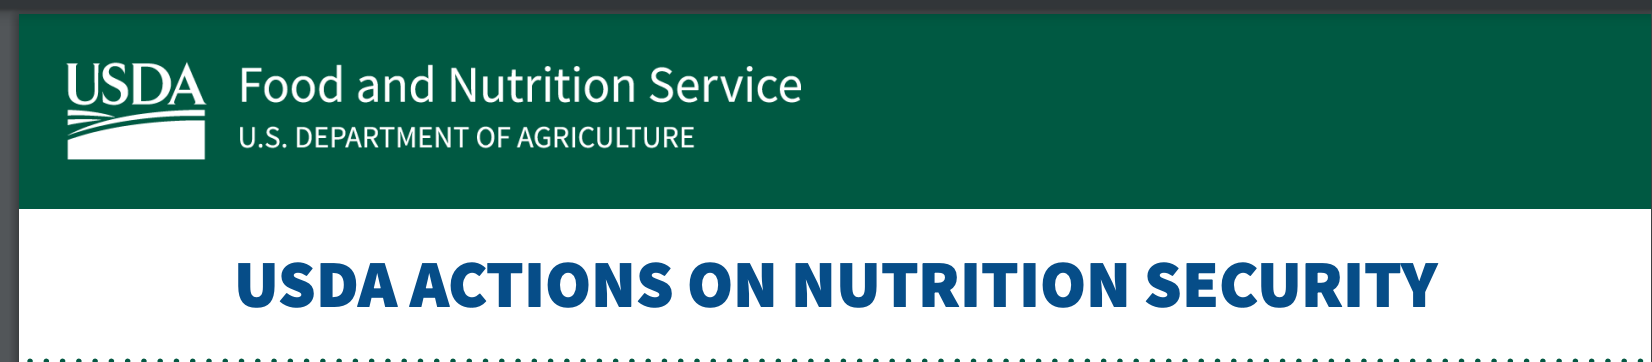 USDA
Food and Nutrition Service
U.S. DEPARTMENT OF AGRICULTURE
USDA ACTIONS ON NUTRITION SECURITY